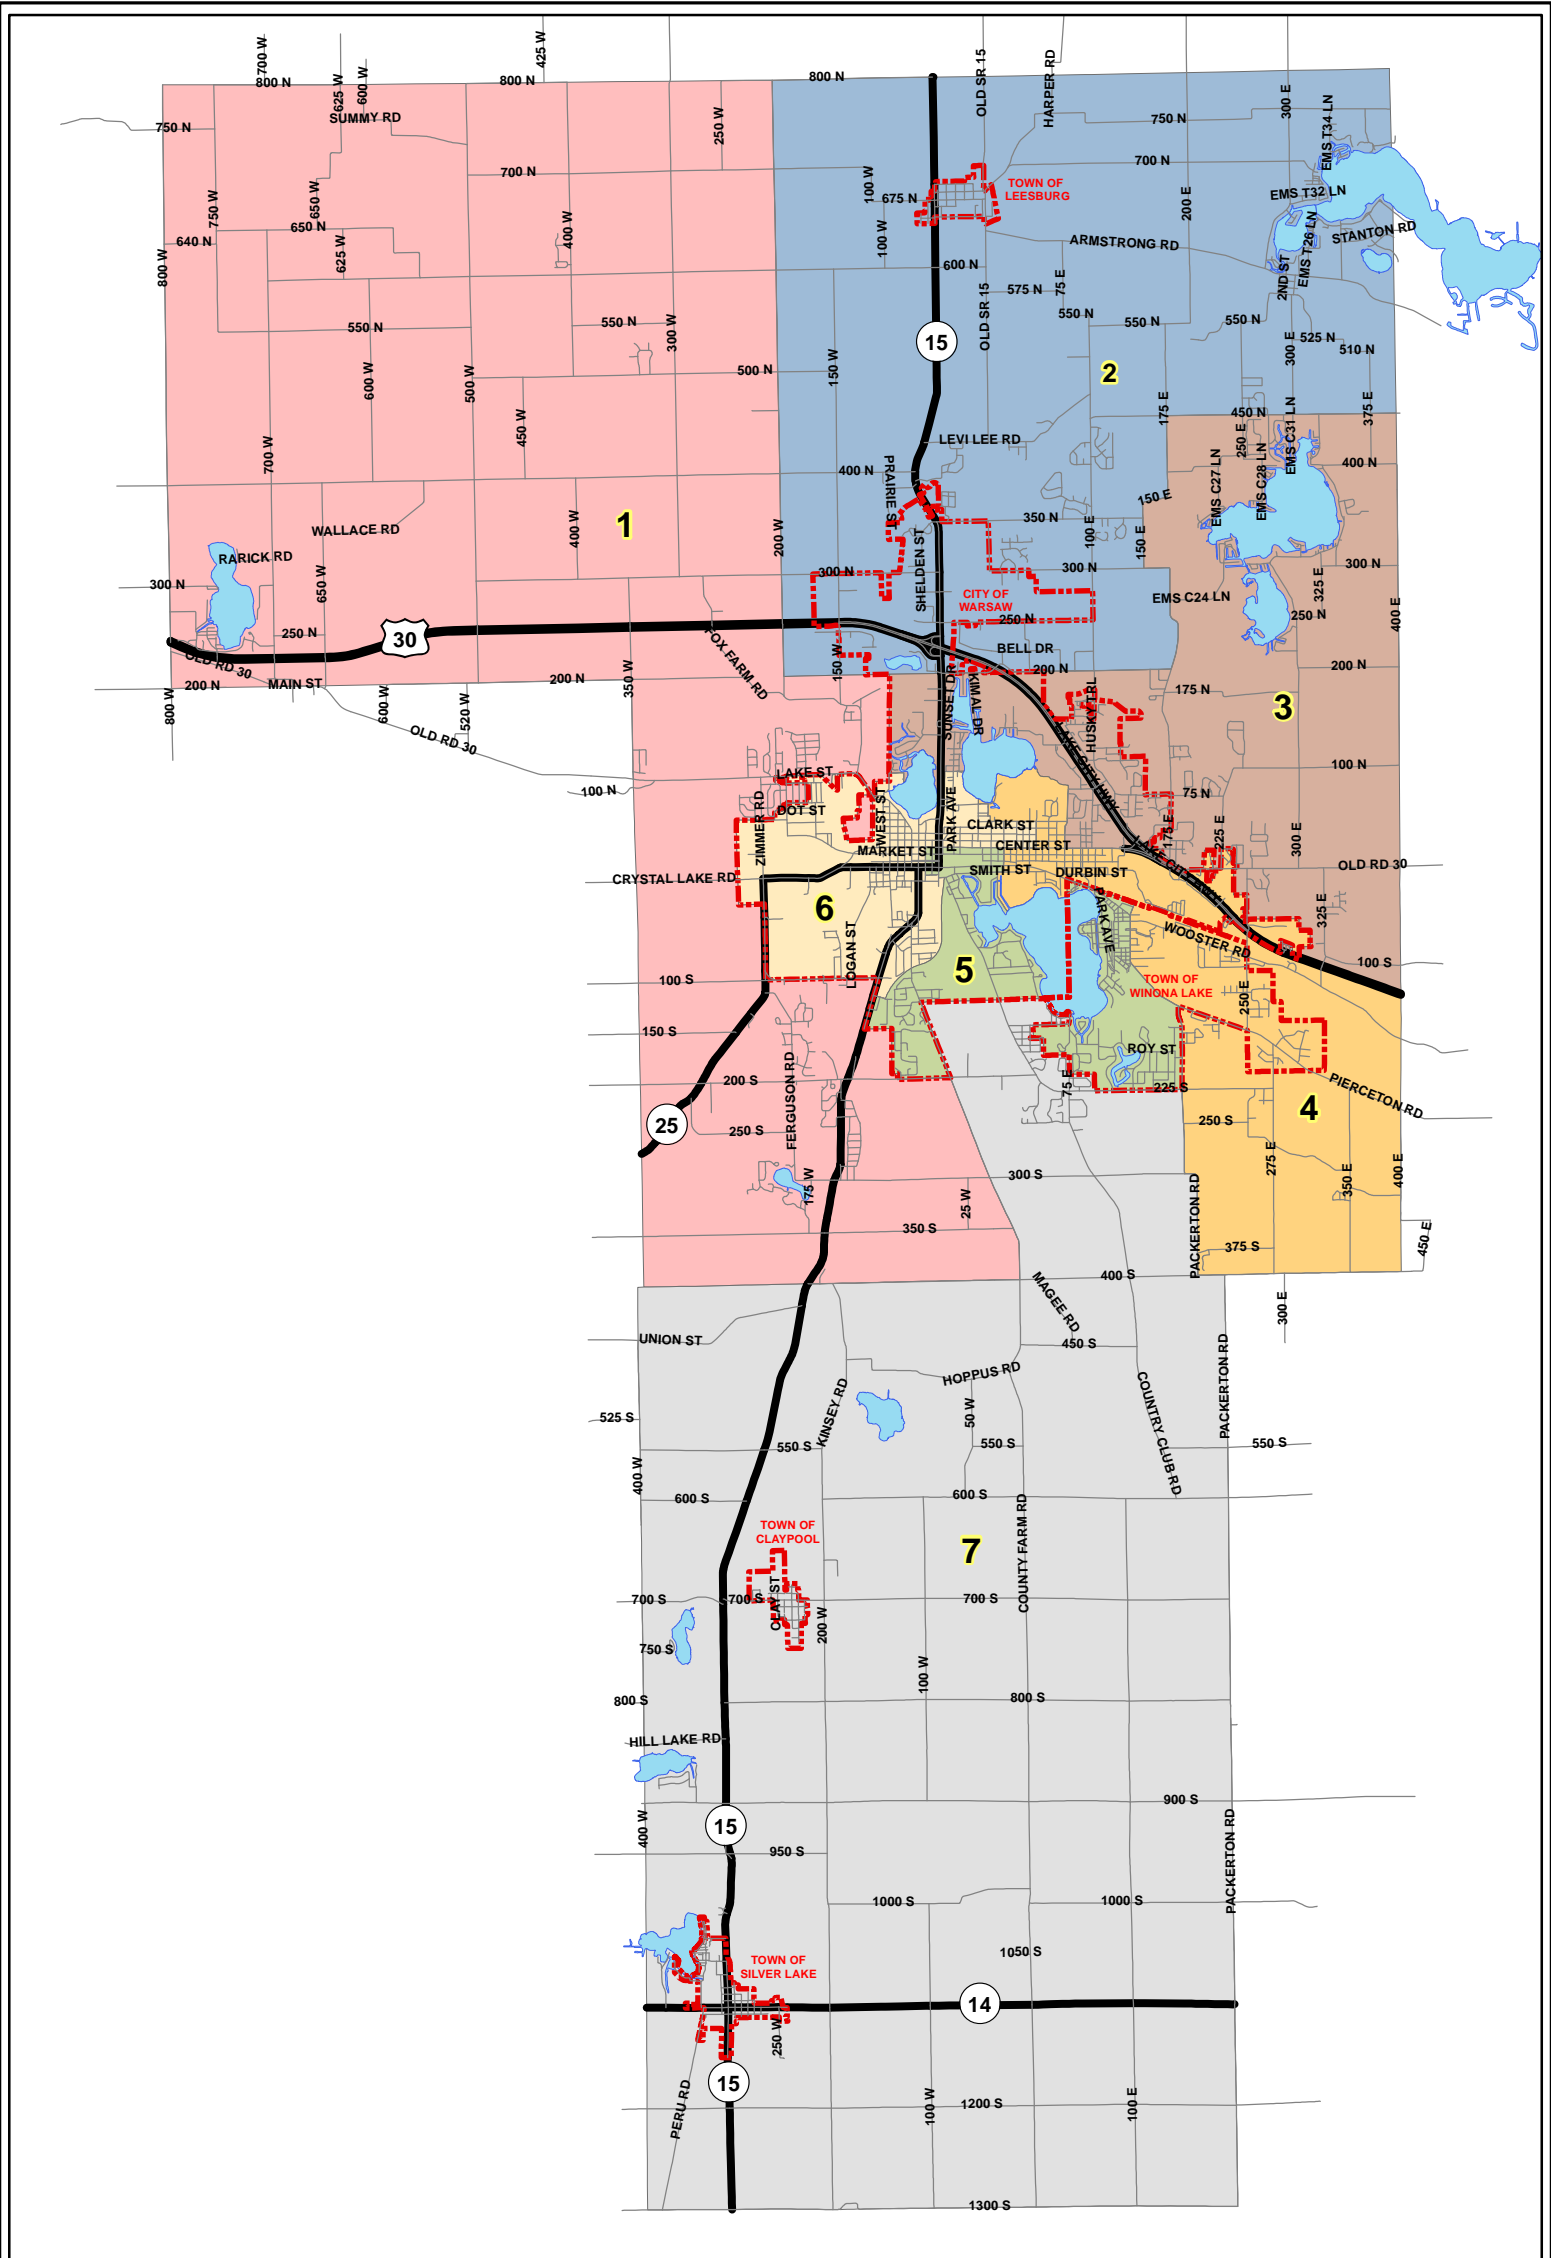 700 W
625 W
600 W
425 W
800 N
800 N
800 N
OLD SR 15
HARPER RD
300 E
EMS T34 LN
SUMMY RD
750 N
250 W
750 N
700 N
700 N
100 W
675 N
TOWN OF
LEESBURG
200 E
EMS T32 LN
750 W
650 W
650 N
640 N
625 W
400 W
100 W
ARMSTRONG RD
EMS T26 LN
STANTON RD
800 W
600 N
575 N
75 E
2ND ST
550 N
550 N
300 W
OLD SR 15
15
550 N
550 N
550 N
525 N
300 E
510 N
600 W
500 W
500 N
150 W
2
450 W
700 W
175 E
450 N
250 E
EMS C31 LN
375 E
LEVI LEE RD
400 N
400 N
PRAIRIE ST
EMS C27 LN
EMS C28 LN
150 E
WALLACE RD
400 W
1
200 W
350 N
100 E
150 E
RARICK RD
300 N
650 W
300 N
SHELDEN ST
300 N
300 N
325 E
CITY OF
WARSAW
EMS C24 LN
250 N
250 N
400 E
250 N
30
FOX FARM RD
150 W
BELL DR
200 N
200 N
OLD RD 30
200 N
MAIN ST
200 N
350 W
800 W
600 W
520 W
SUNSET DR
KIMAL DR
HUSKY TRL
175 N
3
OLD RD 30
LAKE CITY HWY
LAKE ST
100 N
100 N
75 N
DOT ST
ZIMMER RD
WEST ST
PARK AVE
CLARK ST
MARKET ST
CENTER ST
175 E
225 E
300 E
LAKE CITY HWY
OLD RD 30
CRYSTAL LAKE RD
SMITH ST
DURBIN ST
6
LOGAN ST
PARK AVE
WOOSTER RD
325 E
100 S
100 S
5
TOWN OF
WINONA LAKE
250 E
150 S
FERGUSON RD
ROY ST
200 S
75 E
225 S
PIERCETON RD
25
250 S
250 S
4
175 W
300 S
275 E
350 E
400 E
25 W
PACKERTON RD
350 S
375 S
450 E
400 S
MAGEE RD
300 E
UNION ST
450 S
HOPPUS RD
KINSEY RD
50 W
COUNTRY CLUB RD
PACKERTON RD
525 S
550 S
550 S
550 S
400 W
600 S
600 S
COUNTY FARM RD
TOWN OF
CLAYPOOL
7
700 S
700 S
CLAY ST
200 W
700 S
750 S
100 W
800 S
800 S
HILL LAKE RD
900 S
400 W
15
PACKERTON RD
950 S
1000 S
1000 S
1050 S
TOWN OF
SILVER LAKE
14
250 W
15
PERU RD
100 W
1200 S
100 E
1300 S